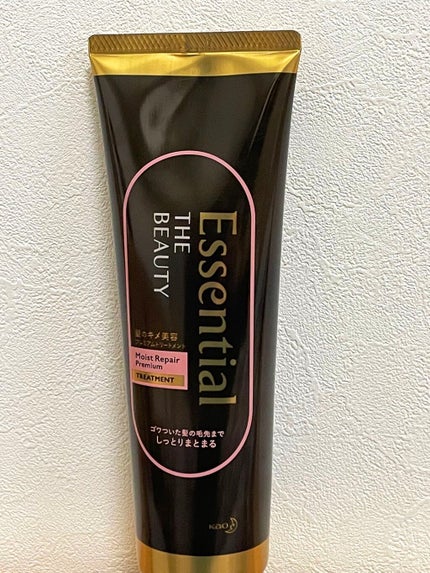 Essential
THE
BEAUTY
髪のキメ美容
プレミアムトリートメント
Moist Repair
Premium
TREATMENT
ゴワついた髪の毛先まで
しっとりまとまる
Kao